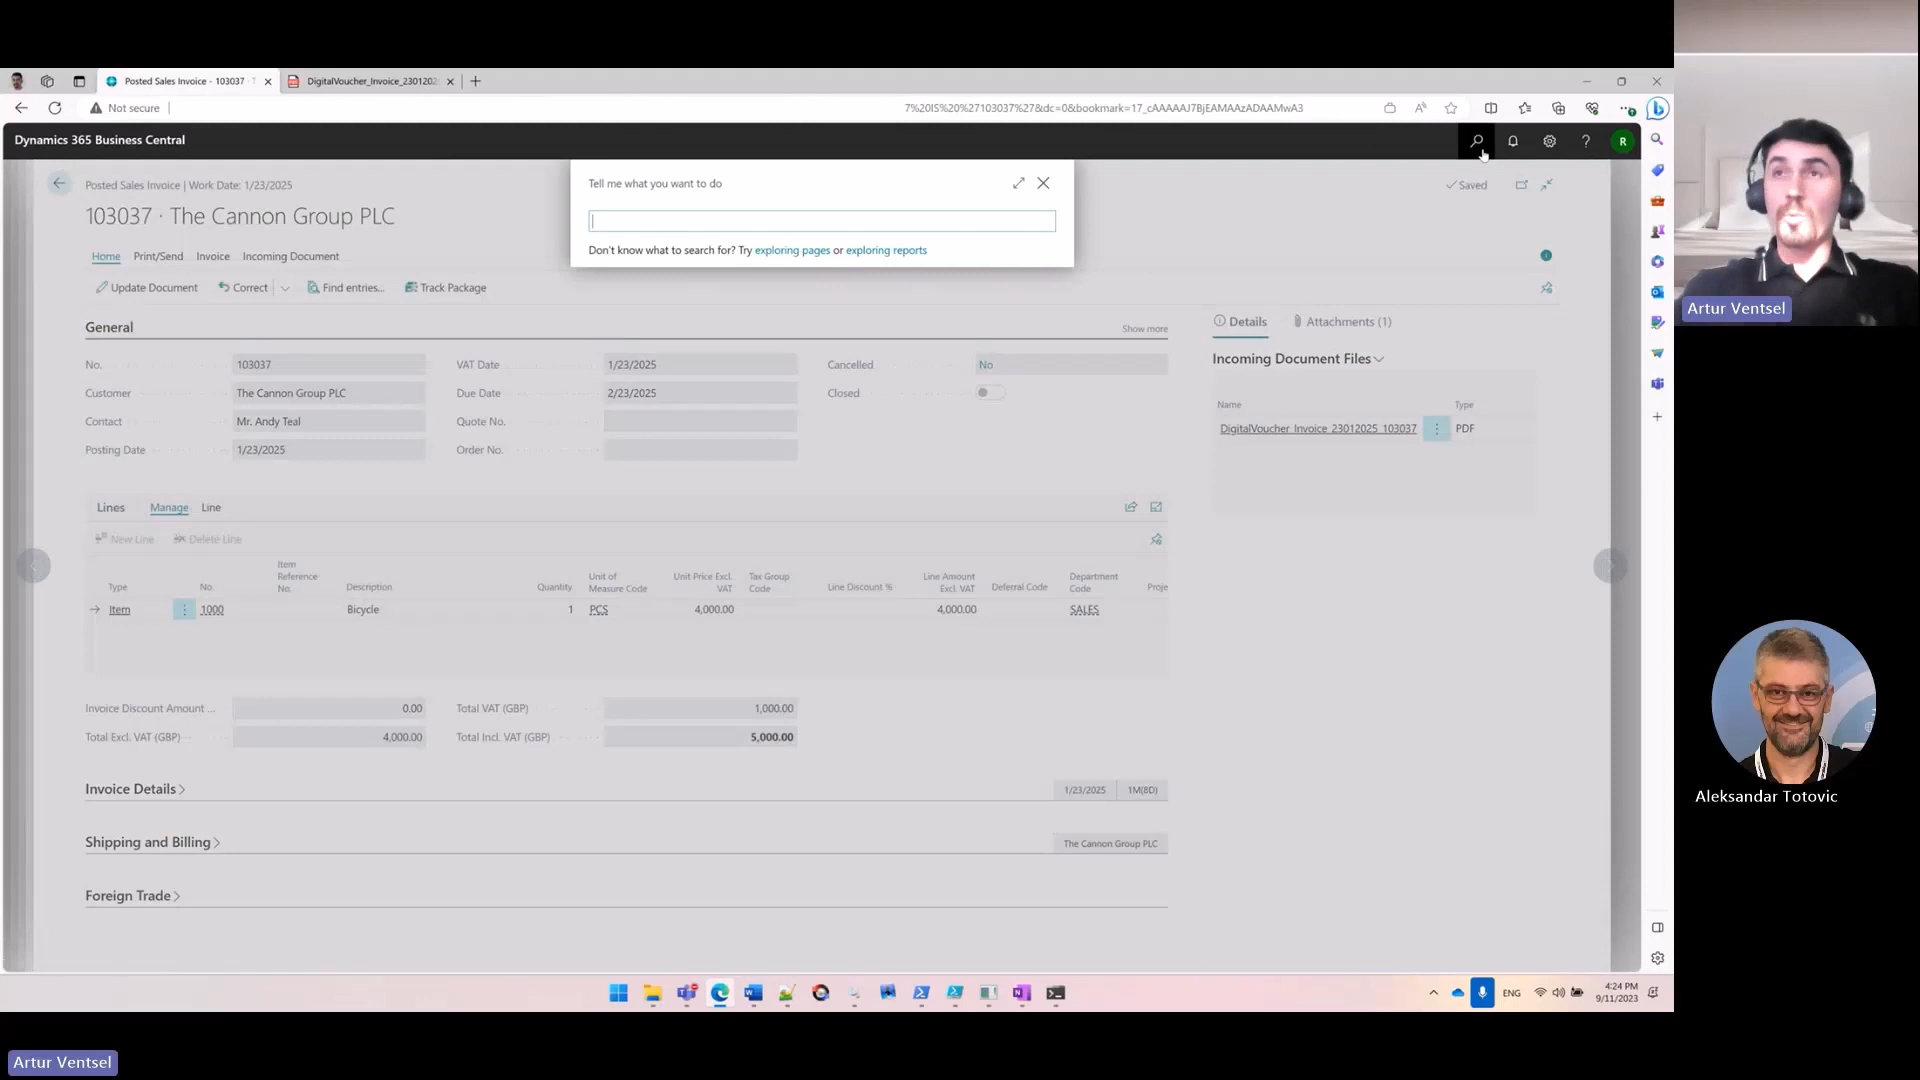 Posted Sales Invoice - 103037 · T
DigitalVoucher_Invoice_2301202
Not secure
7%20IS%20%27103037%27&dc=0&bookmark=17_cAAAAAJ7BjEAMAAzADAAMwA3
Dynamics 365 Business Central
R
Tell me what you want to do
Don't know what to search for? Try exploring pages or exploring reports
Posted Sales Invoice | Work Date: 1/23/2025
Saved
103037 · The Cannon Group PLC
Home Print/Send Invoice Incoming Document
Update Document Correct Find entries... Track Package
General
Show more
No. 103037
Customer The Cannon Group PLC
Contact Mr. Andy Teal
Posting Date 1/23/2025
VAT Date 1/23/2025
Due Date 2/23/2025
Quote No.
Order No.
Cancelled No
Closed
Details Attachments (1)
Incoming Document Files
Name Type
DigitalVoucher_Invoice_23012025_103037 PDF
Lines Manage Line
New Line Delete Line
Type No. Item Reference No. Description Quantity Unit of Measure Code Unit Price Excl. VAT Tax Group Code Line Discount % Line Amount Excl. VAT Deferral Code Department Code Proje
Item 1000 Bicycle 1 PCS 4,000.00 4,000.00 SALES
Invoice Discount Amount ... 0.00
Total Excl. VAT (GBP) 4,000.00
Total VAT (GBP) 1,000.00
Total Incl. VAT (GBP) 5,000.00
Invoice Details
1/23/2025 1M(8D)
Shipping and Billing
The Cannon Group PLC
Foreign Trade
ENG
4:24 PM
9/11/2023
Artur Ventsel
Aleksandar Totovic
Artur Ventsel